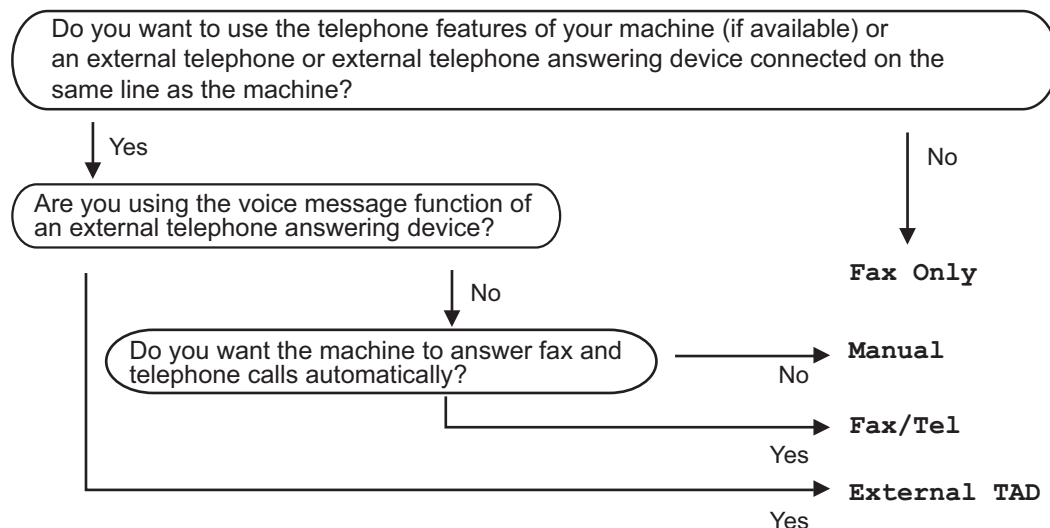 Do you want to use the telephone features of your machine (if available) or
an external telephone or external telephone answering device connected on the
same line as the machine?
Yes
No
Are you using the voice message function of
an external telephone answering device?
Fax Only
No
Do you want the machine to answer fax and
telephone calls automatically?
Manual
No
Fax/Tel
Yes
External TAD
Yes